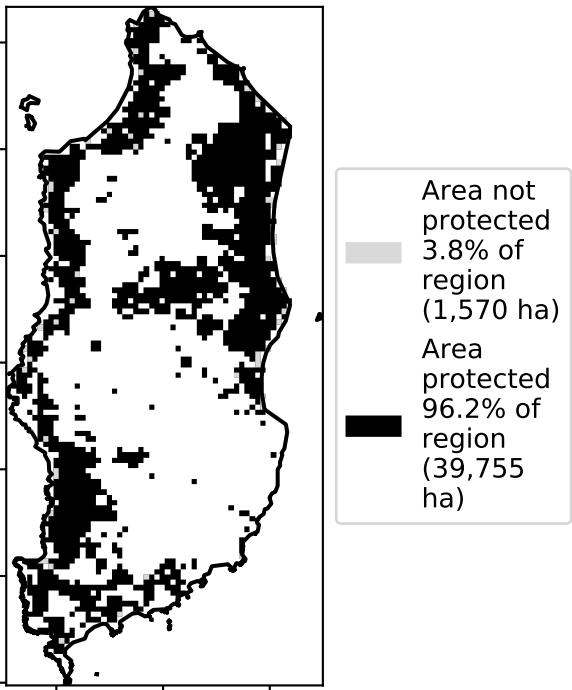 Area not
protected
3.8% of
region
(1,570 ha)
Area
protected
96.2% of
region
(39,755
ha)